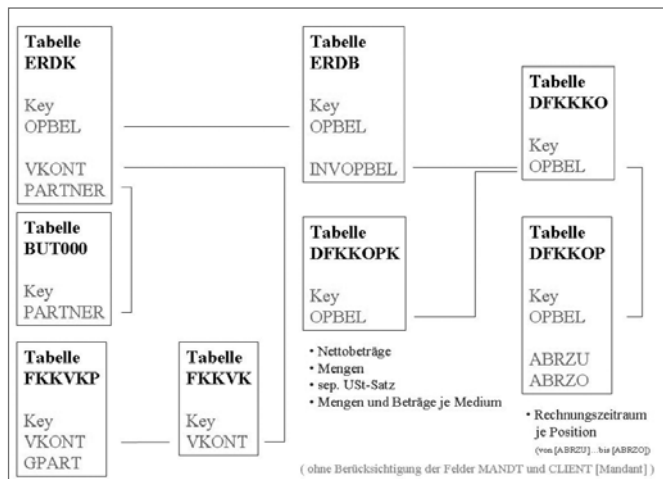 Tabelle
ERDK
Key
OPBEL
VKONT
PARTNER
Tabelle
BUT000
Key
PARTNER
Tabelle
FKKVKP
Key
VKONT
GPART
Tabelle
FKKVK
Key
VKONT
Tabelle
ERDB
Key
OPBEL
INVOPBEL
Tabelle
DFKKOPK
Key
OPBEL
• Nettobeträge
• Mengen
• sep. USt-Satz
• Mengen und Beträge je Medium
Tabelle
DFKKKO
Key
OPBEL
Tabelle
DFKKOP
Key
OPBEL
ABRZU
ABRZO
• Rechnungszeitraum
je Position
(von [ABRZU]...bis [ABRZO])
( ohne Berücksichtigung der Felder MANDT und CLIENT [Mandant] )